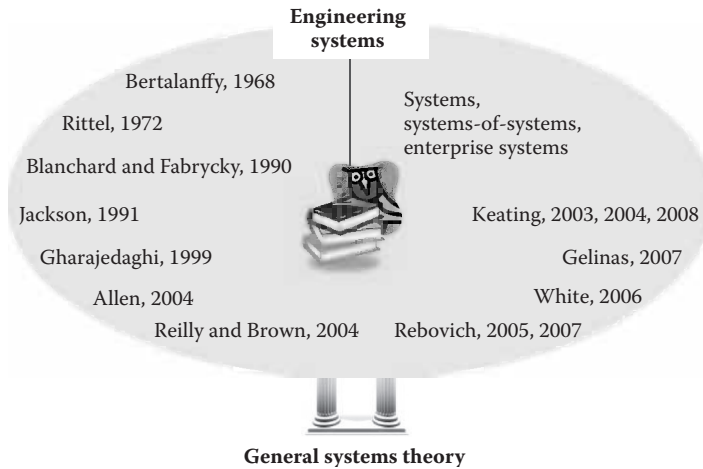 Engineering
systems
Bertalanffy, 1968
Rittel, 1972
Blanchard and Fabrycky, 1990
Jackson, 1991
Gharajedaghi, 1999
Allen, 2004
Reilly and Brown, 2004
Systems,
systems-of-systems,
enterprise systems
Keating, 2003, 2004, 2008
Gelinas, 2007
White, 2006
Rebovich, 2005, 2007
General systems theory